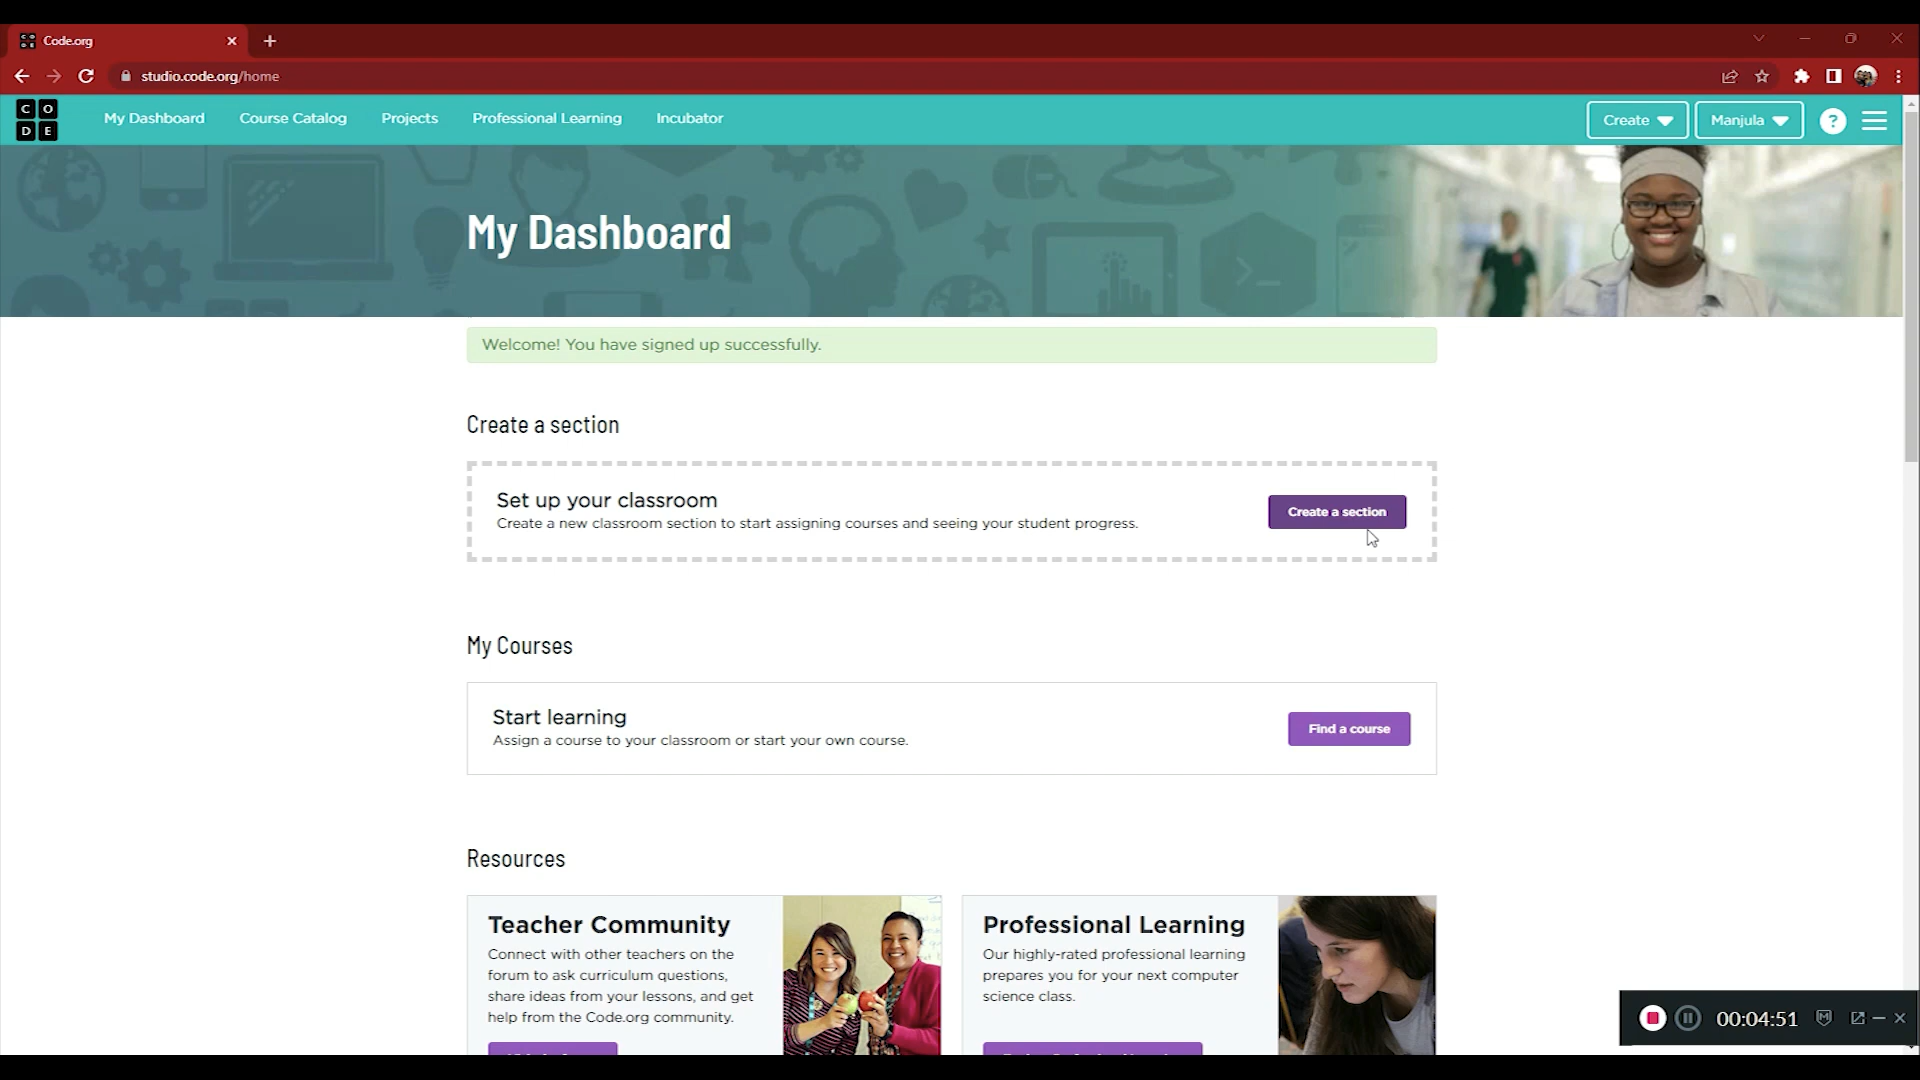 Code.org
studio.code.org/home
CODE
My Dashboard
Course Catalog
Projects
Professional Learning
Incubator
Create
Manjula
?
My Dashboard
Welcome! You have signed up successfully.
Create a section
Set up your classroom
Create a new classroom section to start assigning courses and seeing your student progress.
Create a section
My Courses
Start learning
Assign a course to your classroom or start your own course.
Find a course
Resources
Teacher Community
Connect with other teachers on the
forum to ask curriculum questions,
share ideas from your lessons, and get
help from the Code.org community.
Professional Learning
Our highly-rated professional learning
prepares you for your next computer
science class.
00:04:51